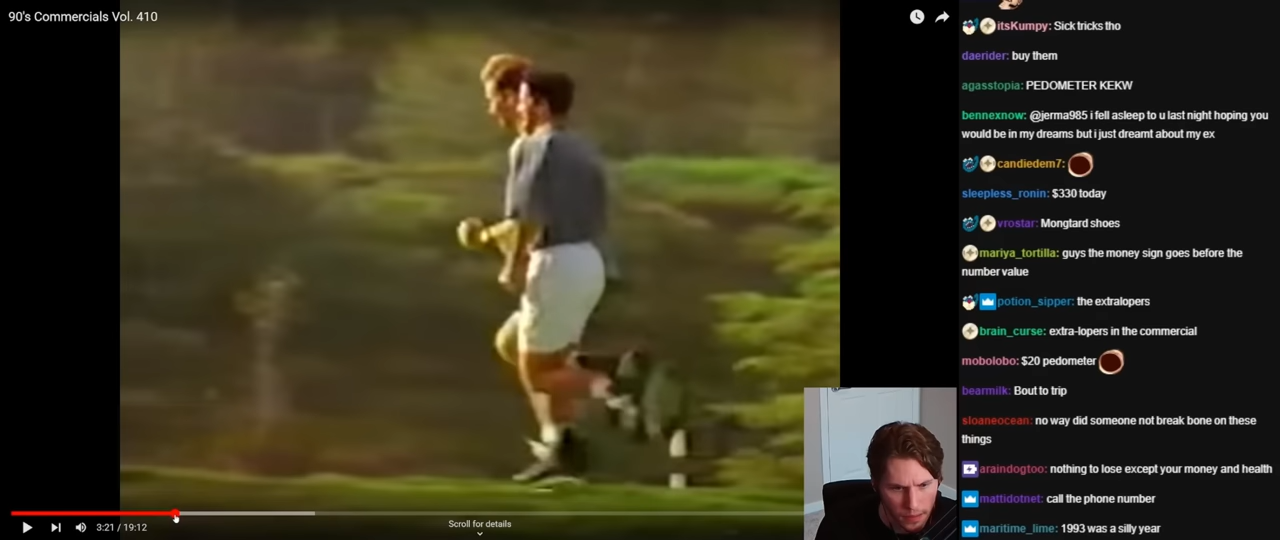 90's Commercials Vol. 410
itsKumpy: Sick tricks tho
daerider: buy them
agasstopia: PEDOMETER KEKW
bennexnow: @jerma985 i fell asleep to u last night hoping you
would be in my dreams but i just dreamt about my ex
candiedem7:
sleepless_ronin: $330 today
vrostar: Mongtard shoes
mariya_tortilla: guys the money sign goes before the
number value
potion_sipper: the extralopers
brain_curse: extra-lopers in the commercial
mobolobo: $20 pedometer
bearmilk: Bout to trip
sloaneocean: no way did someone not break bone on these
things
araindogtoo: nothing to lose except your money and health
mattidotnet: call the phone number
maritime_lime: 1993 was a silly year
3:21 / 19:12
Scroll for details